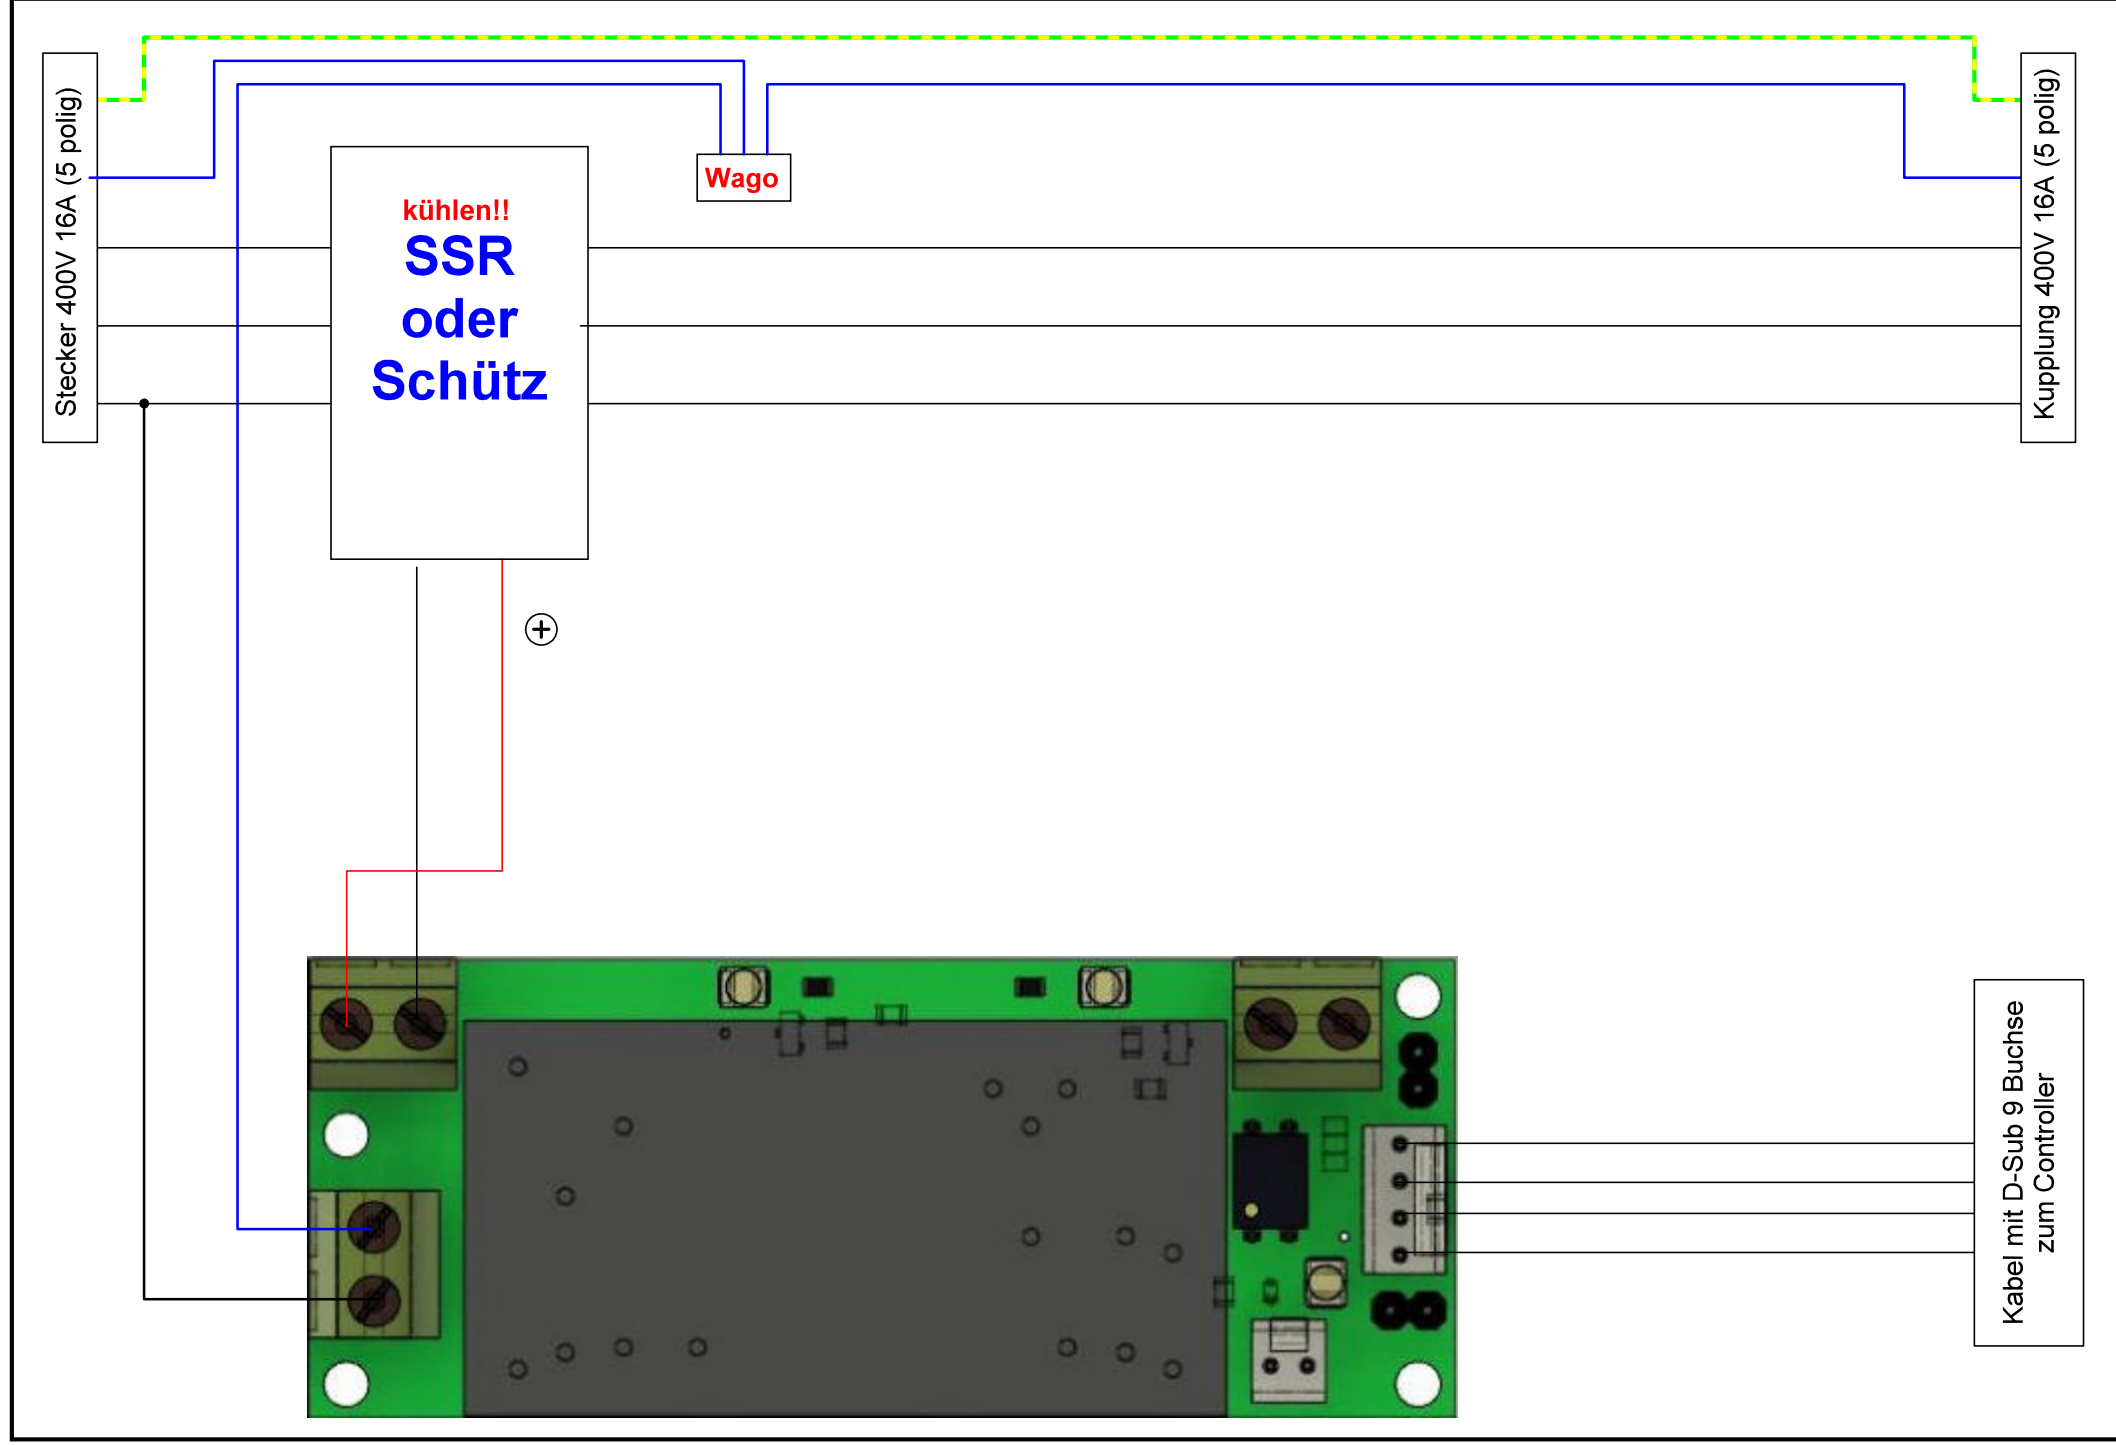 Stecker 400V 16A (5 polig)
kühlen!!
SSR
oder
Schütz
Wago
Kupplung 400V 16A (5 polig)
Kabel mit D-Sub 9 Buchse
zum Controller